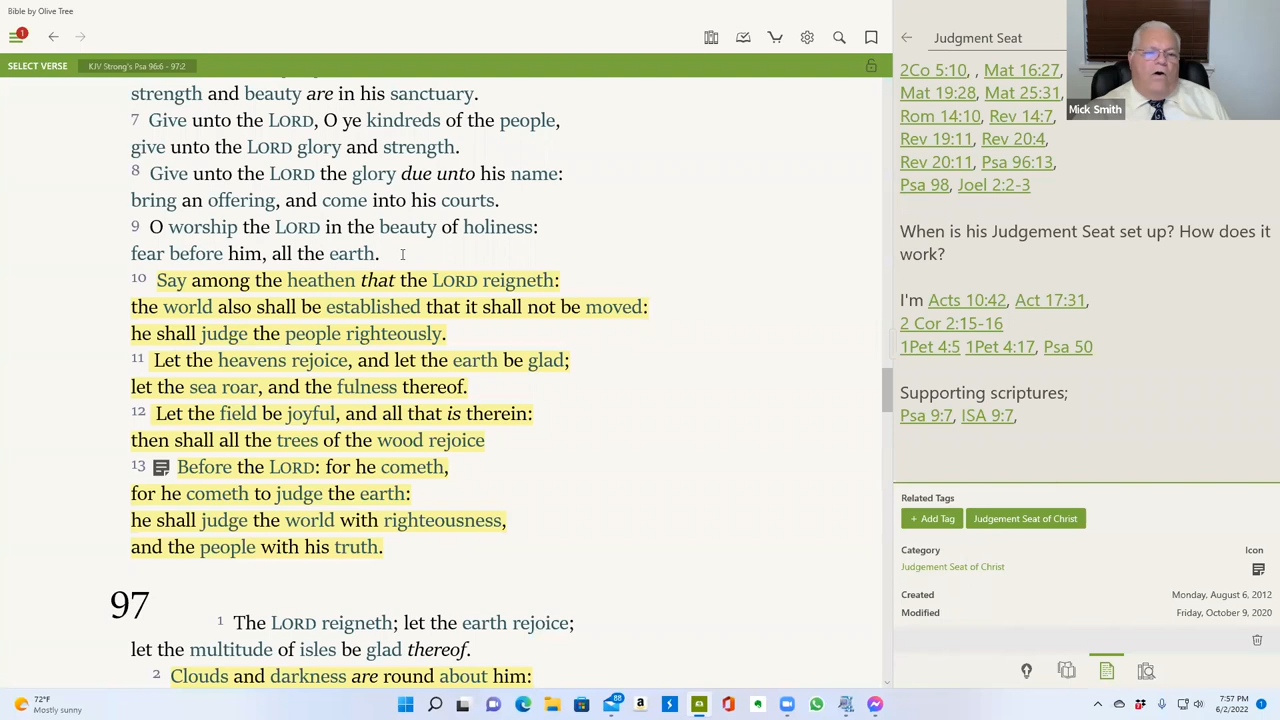 Bible by Olive Tree
1
SELECT VERSE
KJV Strong's Psa 96:6 - 97:2
strength and beauty are in his sanctuary.
7 Give unto the LORD, O ye kindreds of the people,
give unto the LORD glory and strength.
8 Give unto the LORD the glory due unto his name:
bring an offering, and come into his courts.
9 O worship the LORD in the beauty of holiness:
fear before him, all the earth.
10 Say among the heathen that the LORD reigneth:
the world also shall be established that it shall not be moved:
he shall judge the people righteously.
11 Let the heavens rejoice, and let the earth be glad;
let the sea roar, and the fulness thereof.
12 Let the field be joyful, and all that is therein:
then shall all the trees of the wood rejoice
13 Before the LORD: for he cometh,
for he cometh to judge the earth:
he shall judge the world with righteousness,
and the people with his truth.
97
1 The LORD reigneth; let the earth rejoice;
let the multitude of isles be glad thereof.
2 Clouds and darkness are round about him:
Judgment Seat
Mick Smith
2Co 5:10, , Mat 16:27,
Mat 19:28, Mat 25:31,
Rom 14:10, Rev 14:7,
Rev 19:11, Rev 20:4,
Rev 20:11, Psa 96:13,
Psa 98, Joel 2:2-3
When is his Judgement Seat set up? How does it
work?
I'm Acts 10:42, Act 17:31,
2 Cor 2:15-16
1Pet 4:5 1Pet 4:17, Psa 50
Supporting scriptures;
Psa 9:7, ISA 9:7,
Related Tags
+ Add Tag
Judgement Seat of Christ
Category
Icon
Judgement Seat of Christ
Created
Monday, August 6, 2012
Modified
Friday, October 9, 2020
72°F
Mostly sunny
88
7:57 PM
6/2/2022
1